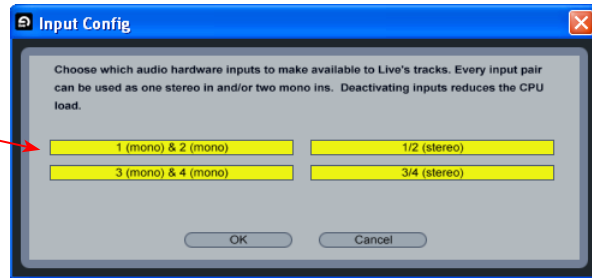 Input Config
Choose which audio hardware inputs to make available to Live's tracks. Every input pair
can be used as one stereo in and/or two mono ins. Deactivating inputs reduces the CPU
load.
1 (mono) & 2 (mono) 1/2 (stereo)
3 (mono) & 4 (mono) 3/4 (stereo)
OK Cancel